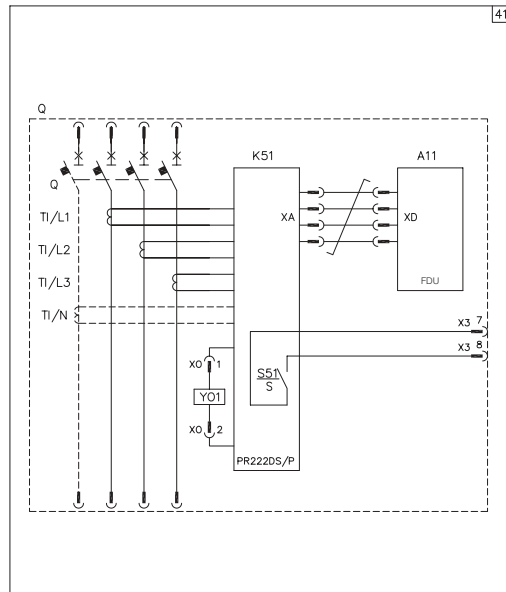 41
Q
K51
A11
Q
TI/L1
XA
XD
TI/L2
TI/L3
FDU
TI/N
X3 7
X3 8
X0 1
S51
S
Y01
X0 2
PR222DS/P